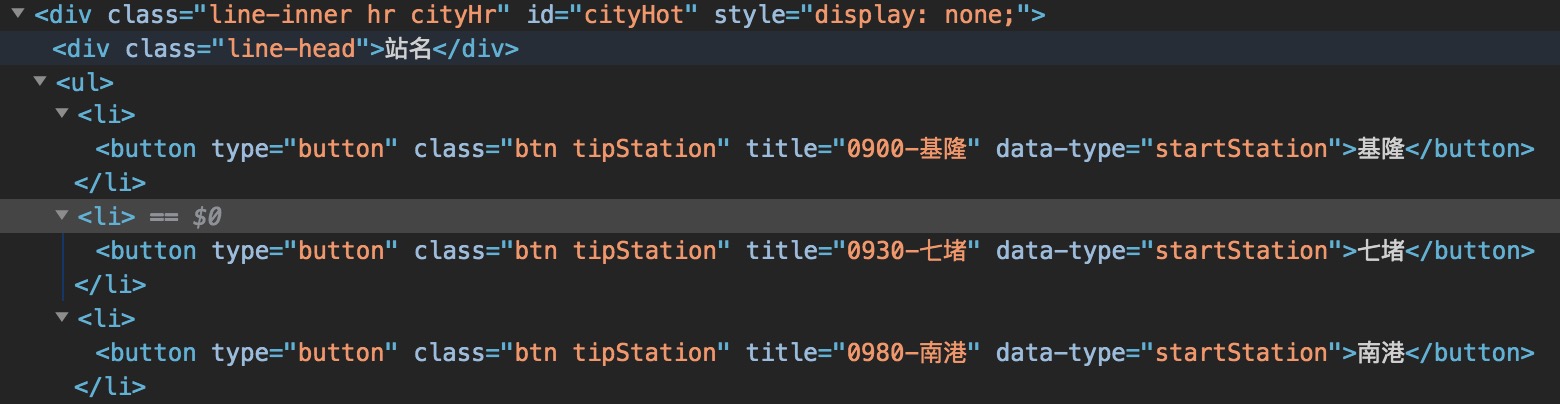 <div class="line-inner hr cityHr" id="cityHot" style="display: none;">
<div class="line-head">站名</div>
<ul>
<li>
<button type="button" class="btn tipStation" title="0900-基隆" data-type="startStation">基隆</button>
</li>
<li> == $0
<button type="button" class="btn tipStation" title="0930-七堵" data-type="startStation">七堵</button>
</li>
<li>
<button type="button" class="btn tipStation" title="0980-南港" data-type="startStation">南港</button>
</li>